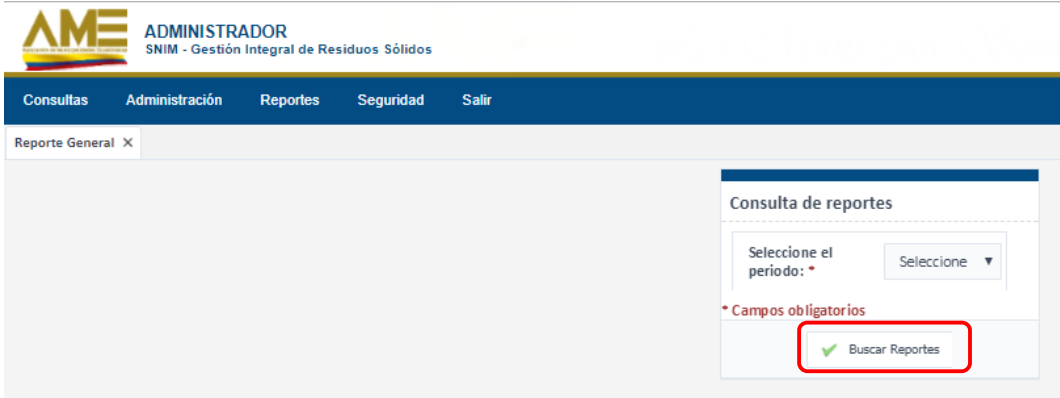 AME
ADMINISTRADOR
SNIM - Gestión Integral de Residuos Sólidos
Consultas Administración Reportes Seguridad Salir
Reporte General
Consulta de reportes
Seleccione el
periodo: *
Seleccione
* Campos obligatorios
Buscar Reportes